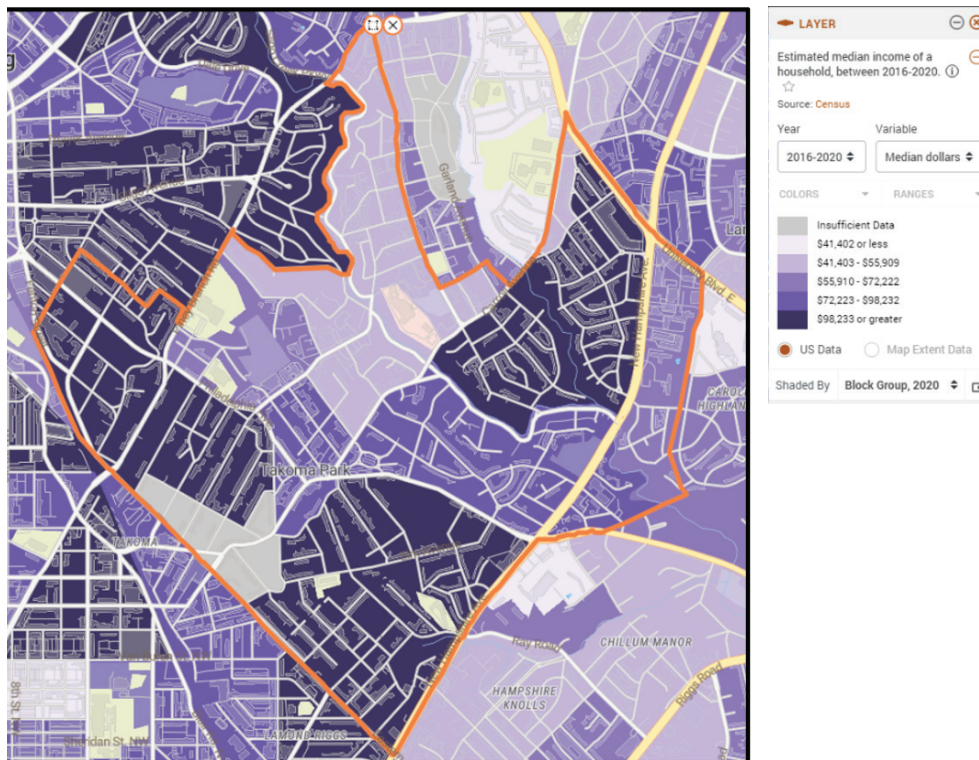 LAYER
Estimated median income of a
household, between 2016-2020.
Source: Census
Year Variable
2016-2020 Median dollars
COLORS RANGES
Insufficient Data
$41,402 or less
$41,403 - $55,909
$55,910 - $72,222
$72,223 - $98,232
$98,233 or greater
US Data Map Extent Data
Shaded By Block Group, 2020
Garland
New Hampshire Ave.
University Blvd. E
Takoma Park
TAKOMA
CHILLUM MANOR
Ray Road
HAMPSHIRE
KNOLLS
Riggs Road
LAMOND RIGGS
8th St. NW
Sheridan St. NW